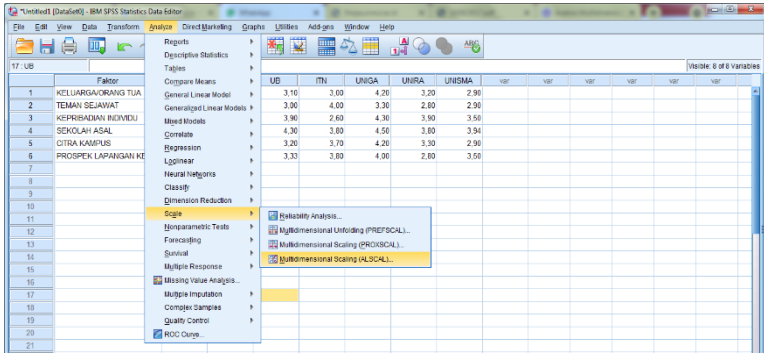 *Untitled1 [DataSet0] - IBM SPSS Statistics Data Editor
File Edit View Data Transform Analyze Direct Marketing Graphs Utilities Add-ons Window Help
17 : UB
Visible: 8 of 8 Variables
Faktor UB ITN UNIGA UNIRA UNISMA var var var var var var
1 KELUARGA/ORANG TUA 3,10 3,00 4,20 3,20 2,90
2 TEMAN SEJAWAT 3,00 4,00 3,30 2,80 2,90
3 KEPRIBADIAN INDIVIDU 3,90 2,60 4,30 3,90 3,50
4 SEKOLAH ASAL 4,30 3,80 4,50 3,80 3,94
5 CITRA KAMPUS 3,20 3,70 4,20 3,30 2,90
6 PROSPEK LAPANGAN KE 3,33 3,80 4,00 2,80 3,50
7
8
9
10
11
12
13
14
15
16
17
18
19
20
21
Reports
Descriptive Statistics
Tables
Compare Means
General Linear Model
Generalized Linear Models
Mixed Models
Correlate
Regression
Loglinear
Neural Networks
Classify
Dimension Reduction
Scale
Nonparametric Tests
Forecasting
Survival
Multiple Response
Missing Value Analysis...
Multiple Imputation
Complex Samples
Quality Control
ROC Curve...
Reliability Analysis...
Multidimensional Unfolding (PREFSCAL)...
Multidimensional Scaling (PROXSCAL)...
Multidimensional Scaling (ALSCAL)...